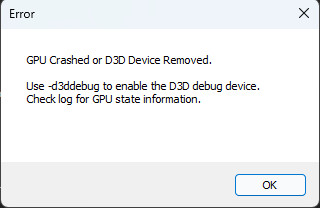 Error
GPU Crashed or D3D Device Removed.
Use -d3ddebug to enable the D3D debug device.
Check log for GPU state information.
OK